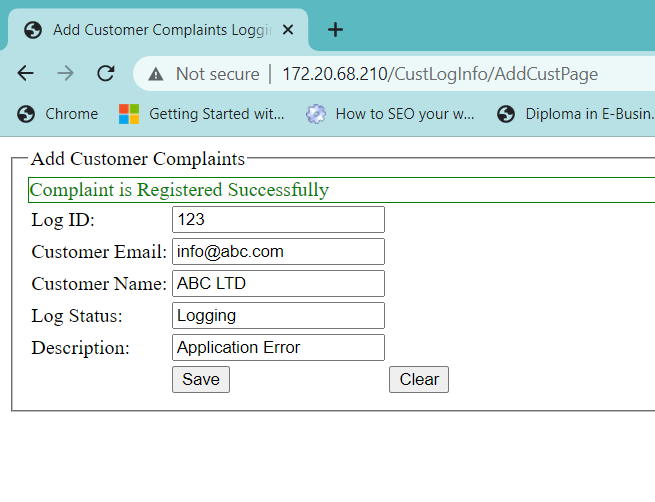 Add Customer Complaints Loggi
Not secure | 172.20.68.210/CustLogInfo/AddCustPage
Chrome Getting Started wit... How to SEO your w... Diploma in E-Busin.
Add Customer Complaints
Complaint is Registered Successfully
Log ID: 123
Customer Email: info@abc.com
Customer Name: ABC LTD
Log Status: Logging
Description: Application Error
Save Clear